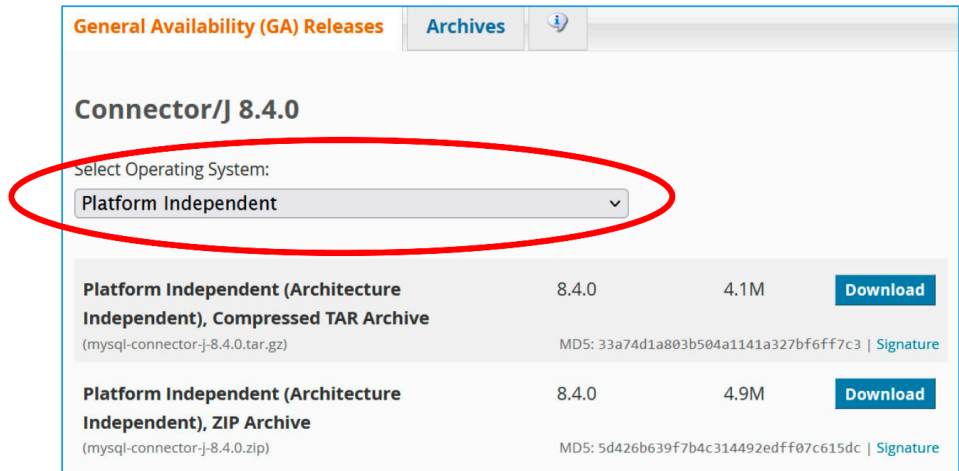 General Availability (GA) Releases
Archives
Connector/J 8.4.0
Select Operating System:
Platform Independent
Platform Independent (Architecture
Independent), Compressed TAR Archive
8.4.0
4.1M
Download
(mysql-connector-j-8.4.0.tar.gz)
MD5: 33a74d1a803b504a1141a327bf6ff7c3 | Signature
Platform Independent (Architecture
Independent), ZIP Archive
8.4.0
4.9M
Download
(mysql-connector-j-8.4.0.zip)
MD5: 5d426b639f7b4c314492edff07c615dc | Signature